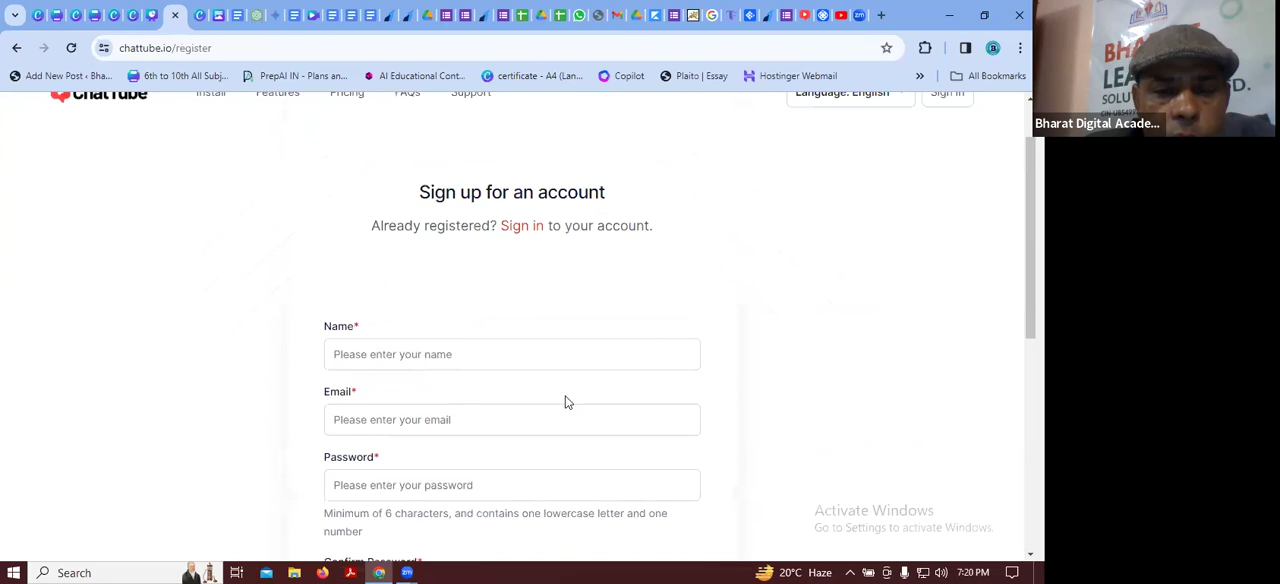 chattube.io/register
Add New Post ‹ Bha...
6th to 10th All Subj...
PrepAI IN - Plans an...
AI Educational Cont...
certificate - A4 (Lan...
Copilot
Plaito | Essay
Hostinger Webmail
»
All Bookmarks
ChatTube
Install
Features
Pricing
FAQs
Support
Language: English
Sign in
Sign up for an account
Already registered? Sign in to your account.
Name*
Please enter your name
Email*
Please enter your email
Password*
Please enter your password
Minimum of 6 characters, and contains one lowercase letter and one
number
Confirm Password*
Activate Windows
Go to Settings to activate Windows.
Search
20°C Haze
7:20 PM
Bharat Digital Acade...